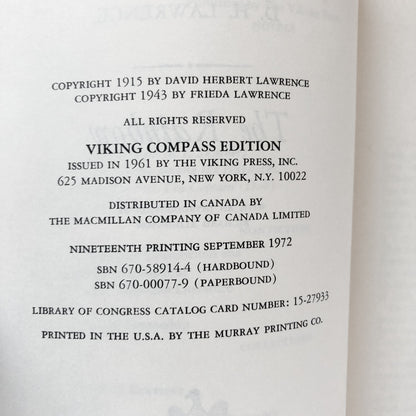 D. H. LAWRENCE
COPYRIGHT 1915 BY DAVID HERBERT LAWRENCE
COPYRIGHT 1943 BY FRIEDA LAWRENCE
ALL RIGHTS RESERVED
VIKING COMPASS EDITION
ISSUED IN 1961 BY THE VIKING PRESS, INC.
625 MADISON AVENUE, NEW YORK, N.Y. 10022
DISTRIBUTED IN CANADA BY
THE MACMILLAN COMPANY OF CANADA LIMITED
NINETEENTH PRINTING SEPTEMBER 1972
SBN 670-58914-4 (HARDBOUND)
SBN 670-00077-9 (PAPERBOUND)
LIBRARY OF CONGRESS CATALOG CARD NUMBER: 15-27933
PRINTED IN THE U.S.A. BY THE MURRAY PRINTING CO.